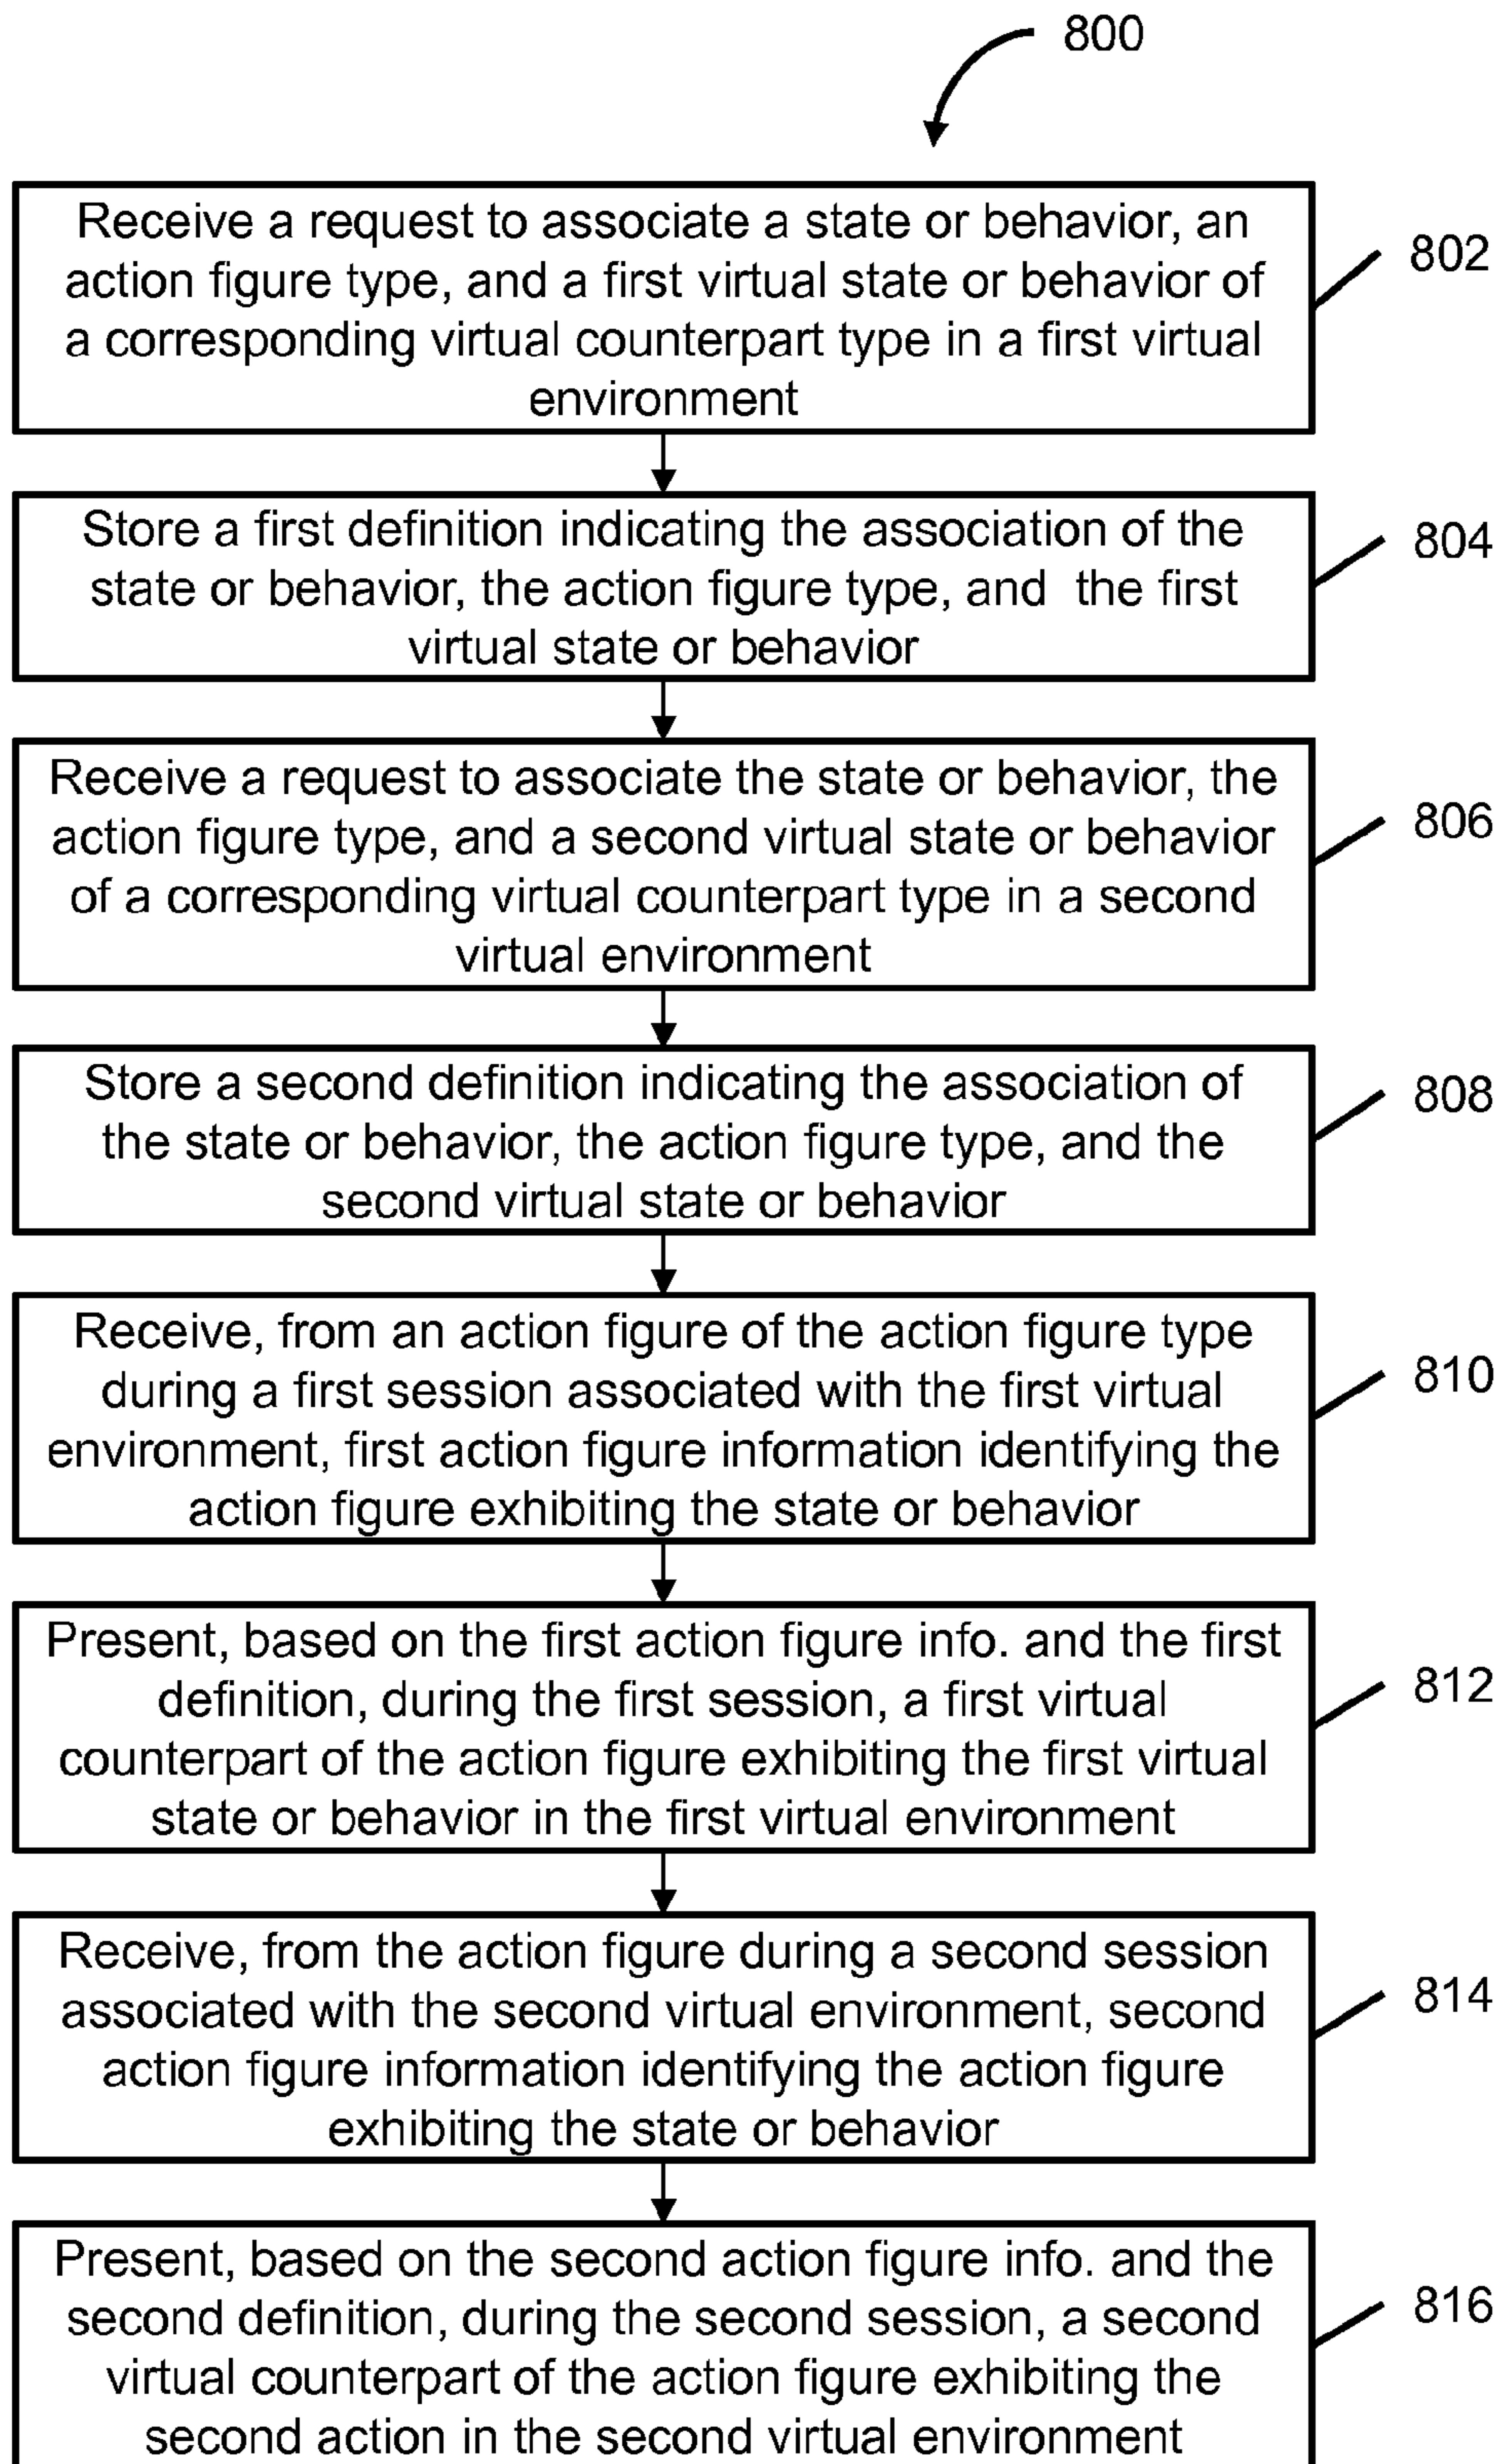 800
Receive a request to associate a state or behavior, an
action figure type, and a first virtual state or behavior of
a corresponding virtual counterpart type in a first virtual
environment
802
Store a first definition indicating the association of the
state or behavior, the action figure type, and the first
virtual state or behavior
804
Receive a request to associate the state or behavior, the
action figure type, and a second virtual state or behavior
of a corresponding virtual counterpart type in a second
virtual environment
806
Store a second definition indicating the association of
the state or behavior, the action figure type, and the
second virtual state or behavior
808
Receive, from an action figure of the action figure type
during a first session associated with the first virtual
environment, first action figure information identifying the
action figure exhibiting the state or behavior
810
Present, based on the first action figure info. and the first
definition, during the first session, a first virtual
counterpart of the action figure exhibiting the first virtual
state or behavior in the first virtual environment
812
Receive, from the action figure during a second session
associated with the second virtual environment, second
action figure information identifying the action figure
exhibiting the state or behavior
814
Present, based on the second action figure info. and the
second definition, during the second session, a second
virtual counterpart of the action figure exhibiting the
second action in the second virtual environment
816